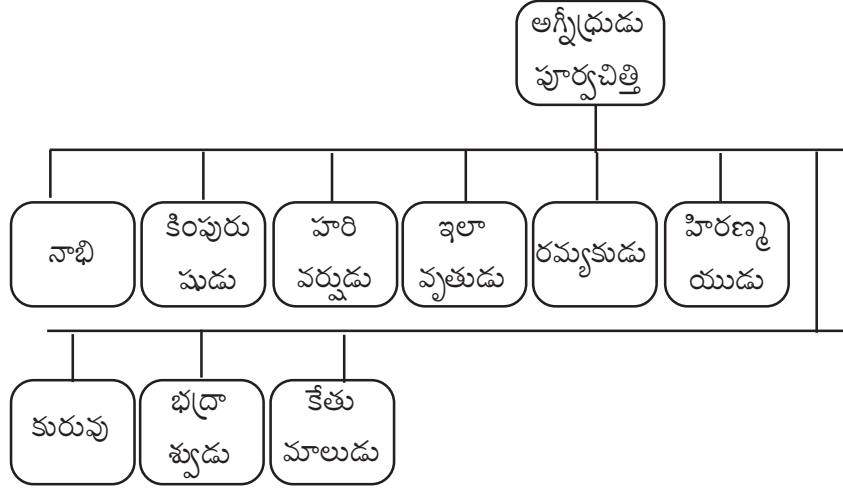 అగ్నీధ్రుడు
పూర్వచిత్తి
నాభి
కింపురు
షుడు
హరి
వర్షుడు
ఇలా
వృతుడు
రమ్యకుడు
హిరణ్మ
యుడు
కురువు
భద్రా
శ్వుడు
కేతు
మాలుడు